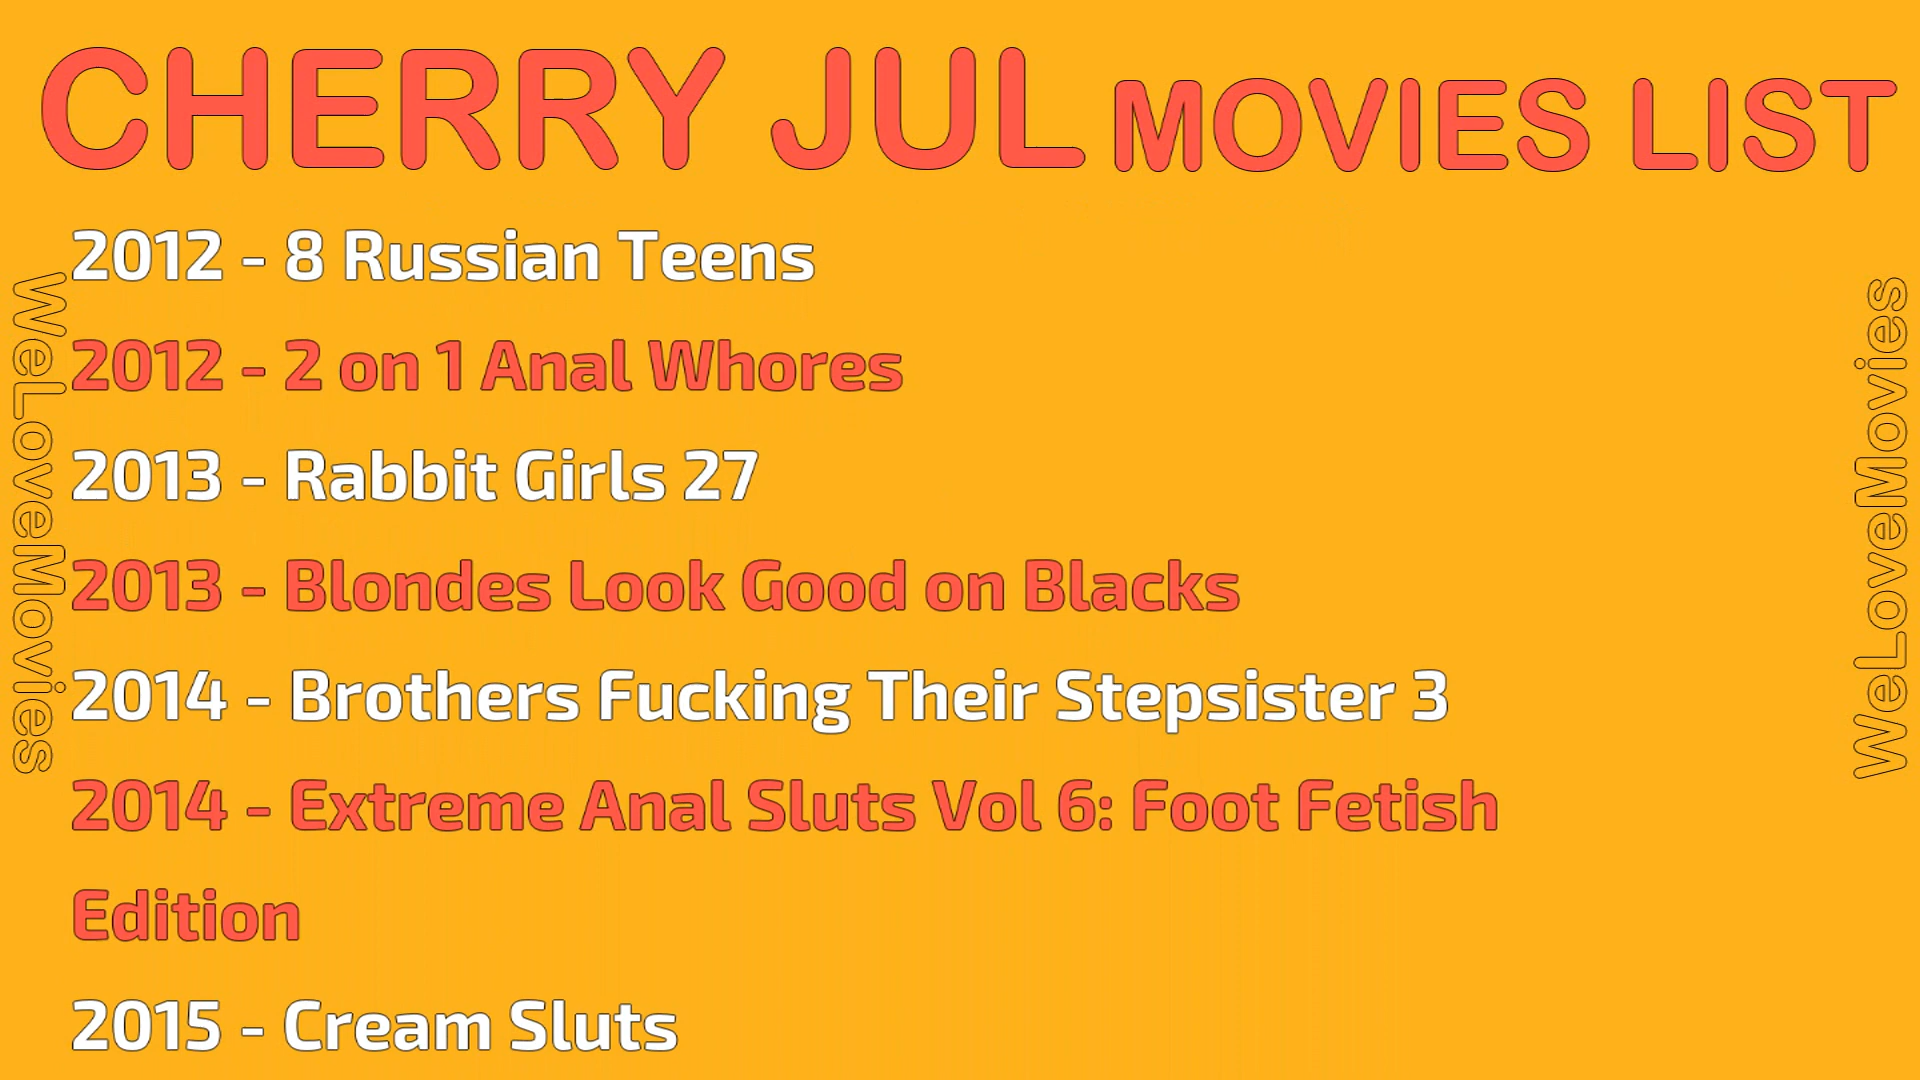 CHERRY JUL MOVIES LIST
2012 - 8 Russian Teens
2012 - 2 on 1 Anal Whores
2013 - Rabbit Girls 27
2013 - Blondes Look Good on Blacks
2014 - Brothers Fucking Their Stepsister 3
2014 - Extreme Anal Sluts Vol 6: Foot Fetish
Edition
2015 - Cream Sluts
WeLoveMovies
WeLoveMovies